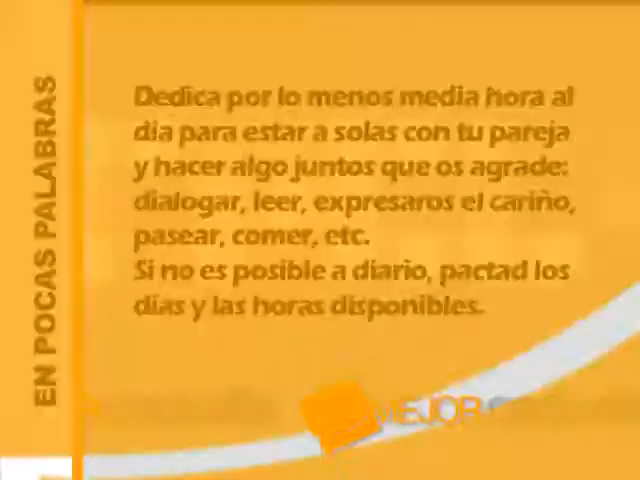 EN POCAS PALABRAS
Dedica por lo menos media hora al
día para estar a solas con tu pareja
y hacer algo juntos que os agrade:
dialogar, leer, expresaros el cariño,
pasear, comer, etc.
Si no es posible a diario, pactad los
días y las horas disponibles.
MEJOR